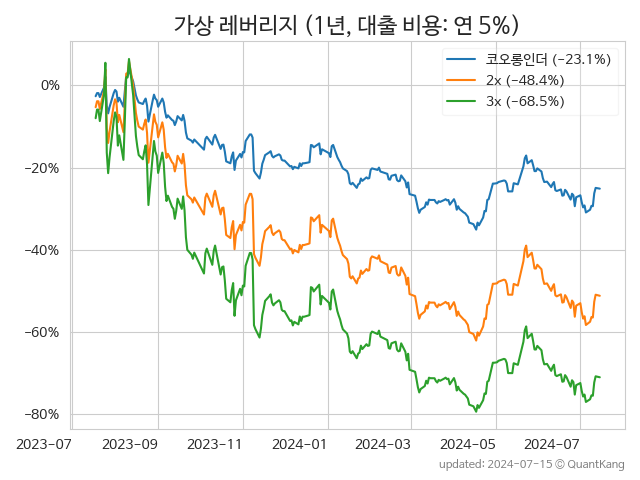 가상 레버리지 (1년, 대출 비용: 연 5%)
코오롱인더 (−23.1%)
2x (−48.4%)
3x (−68.5%)
0%
−20%
−40%
−60%
−80%
2023-07 2023-09 2023-11 2024-01 2024-03 2024-05 2024-07
updated: 2024-07-15 © QuantKang